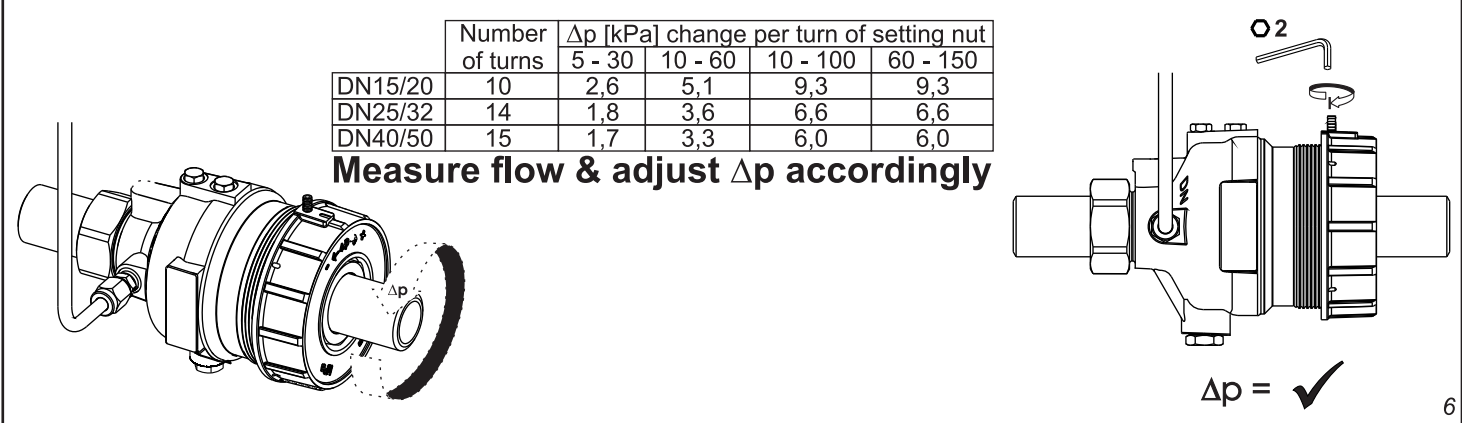 Number Δp [kPa] change per turn of setting nut
of turns 5 - 30 10 - 60 10 - 100 60 - 150
DN15/20 10 2,6 5,1 9,3 9,3
DN25/32 14 1,8 3,6 6,6 6,6
DN40/50 15 1,7 3,3 6,0 6,0
Measure flow & adjust Δp accordingly
- Δp +
Δp
2
DN
Δp = ✓
6